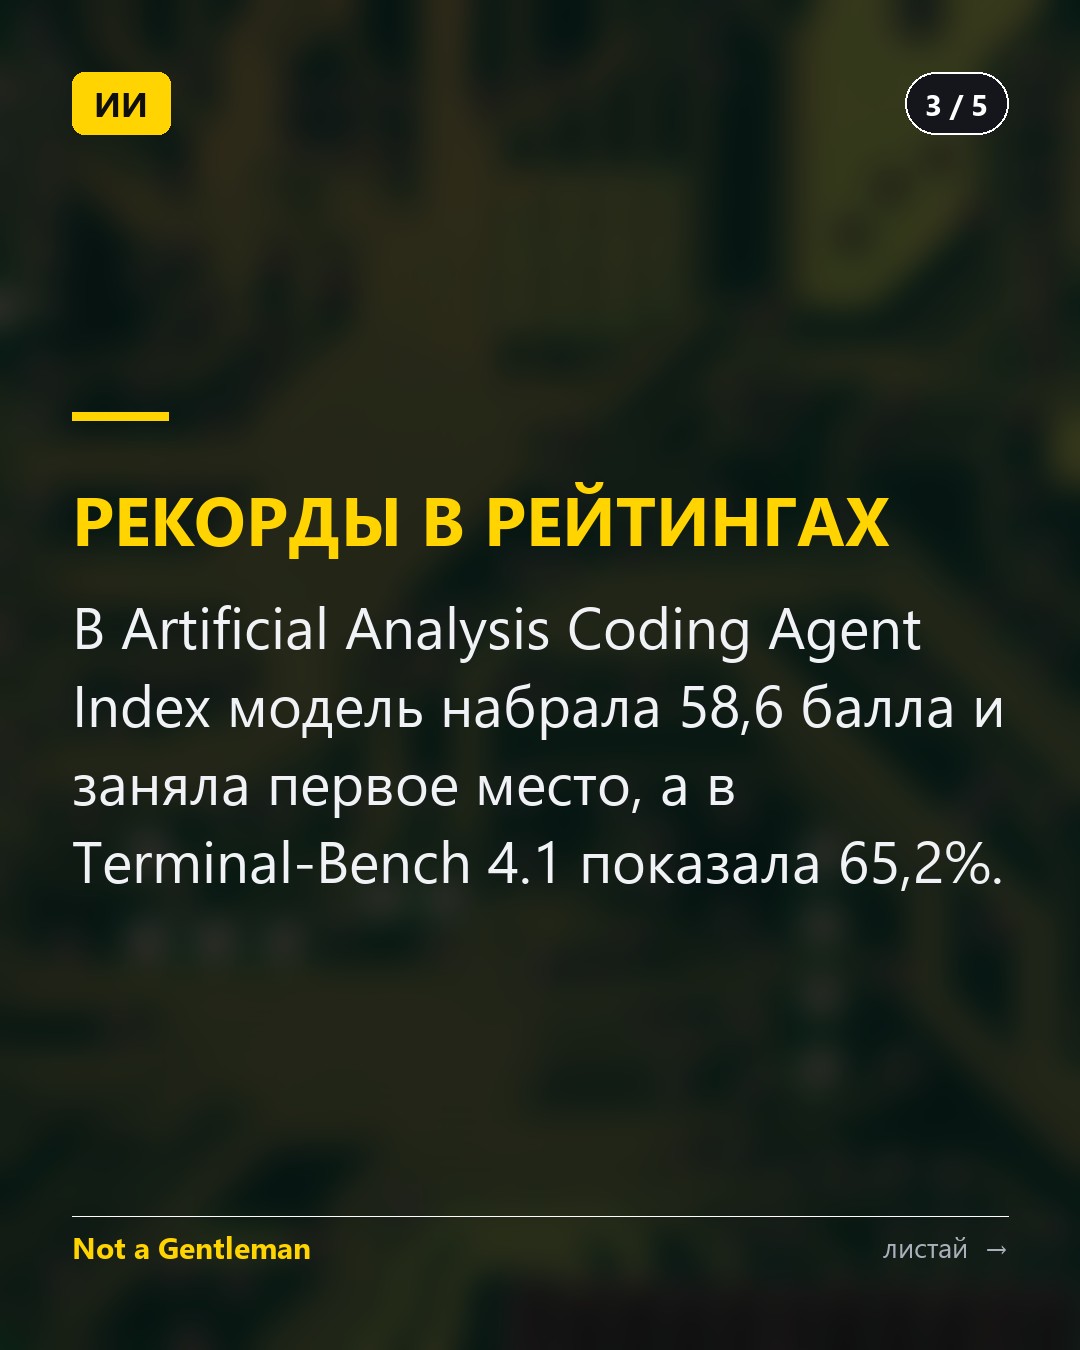 ИИ
3 / 5
РЕКОРДЫ В РЕЙТИНГАХ
В Artificial Analysis Coding Agent
Index модель набрала 58,6 балла и
заняла первое место, а в
Terminal-Bench 4.1 показала 65,2%.
Not a Gentleman
листай →